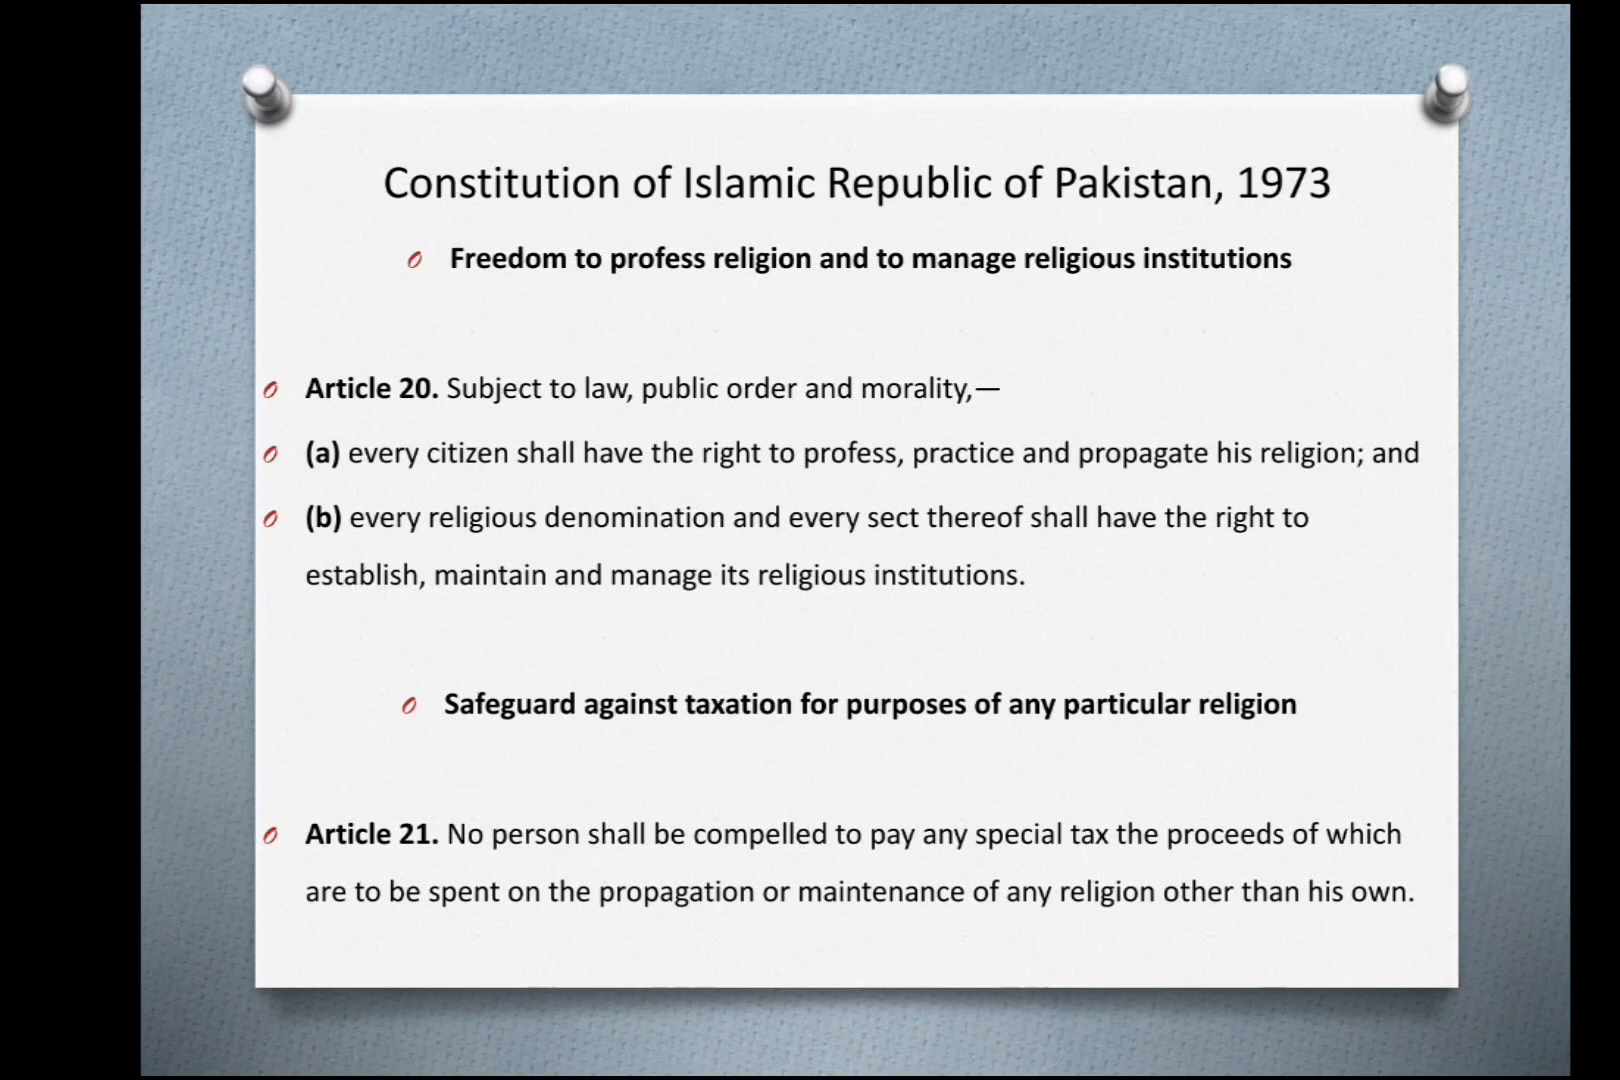 Constitution of Islamic Republic of Pakistan, 1973
Freedom to profess religion and to manage religious institutions
Article 20. Subject to law, public order and morality,—
(a) every citizen shall have the right to profess, practice and propagate his religion; and
(b) every religious denomination and every sect thereof shall have the right to
establish, maintain and manage its religious institutions.
Safeguard against taxation for purposes of any particular religion
Article 21. No person shall be compelled to pay any special tax the proceeds of which
are to be spent on the propagation or maintenance of any religion other than his own.